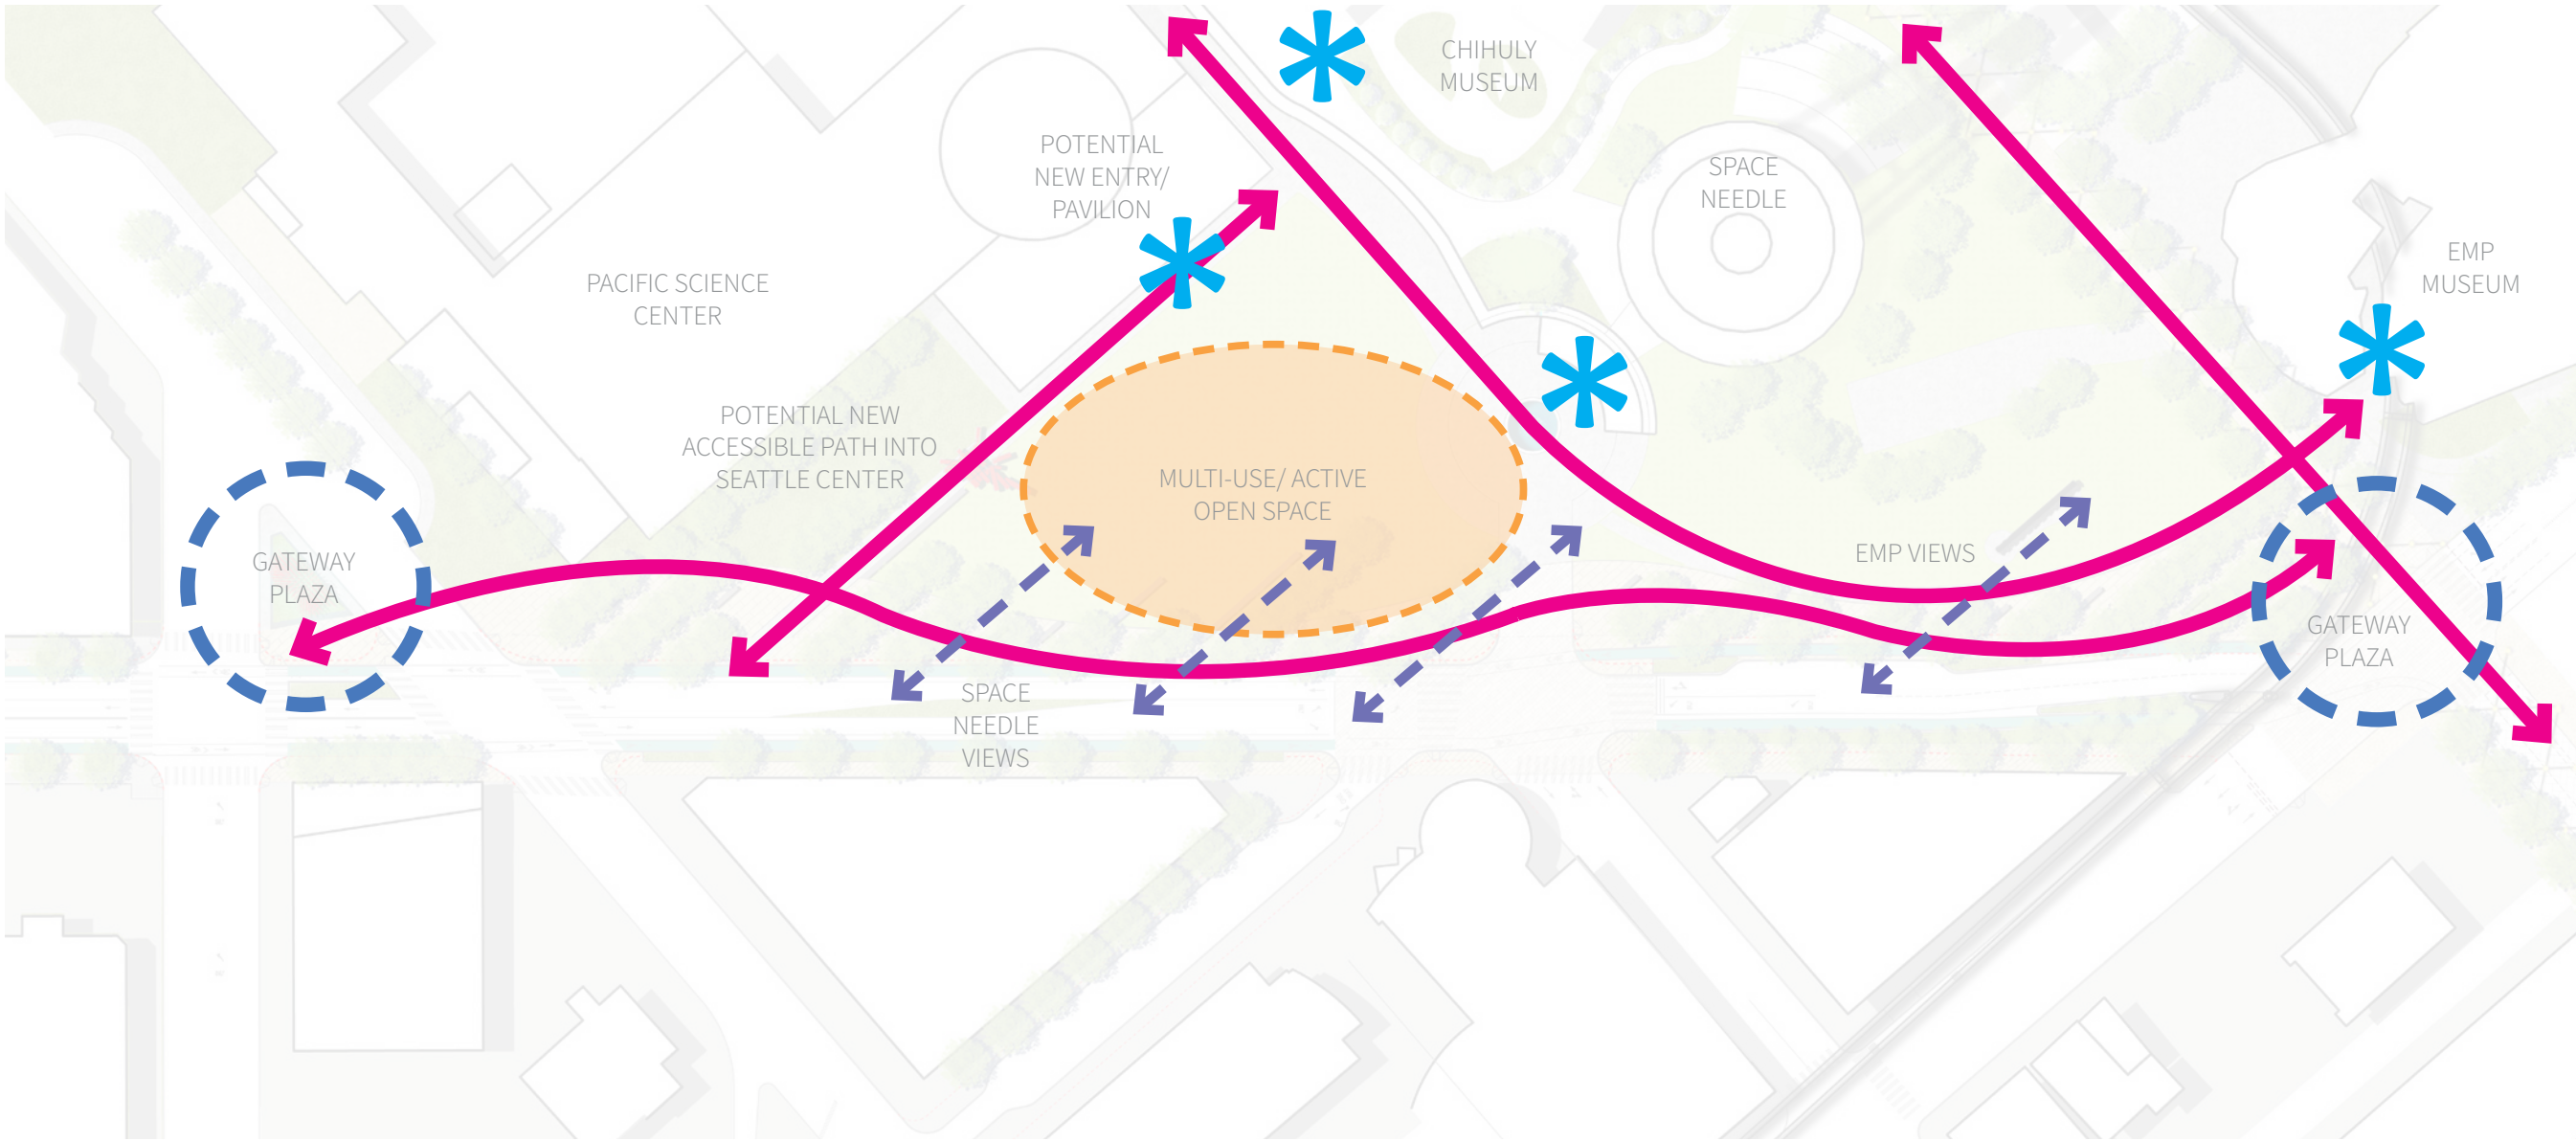 CHIHULY
MUSEUM
POTENTIAL
NEW ENTRY/
PAVILION
SPACE
NEEDLE
PACIFIC SCIENCE
CENTER
EMP
MUSEUM
POTENTIAL NEW
ACCESSIBLE PATH INTO
SEATTLE CENTER
MULTI-USE/ ACTIVE
OPEN SPACE
GATEWAY
PLAZA
EMP VIEWS
GATEWAY
PLAZA
SPACE
NEEDLE
VIEWS